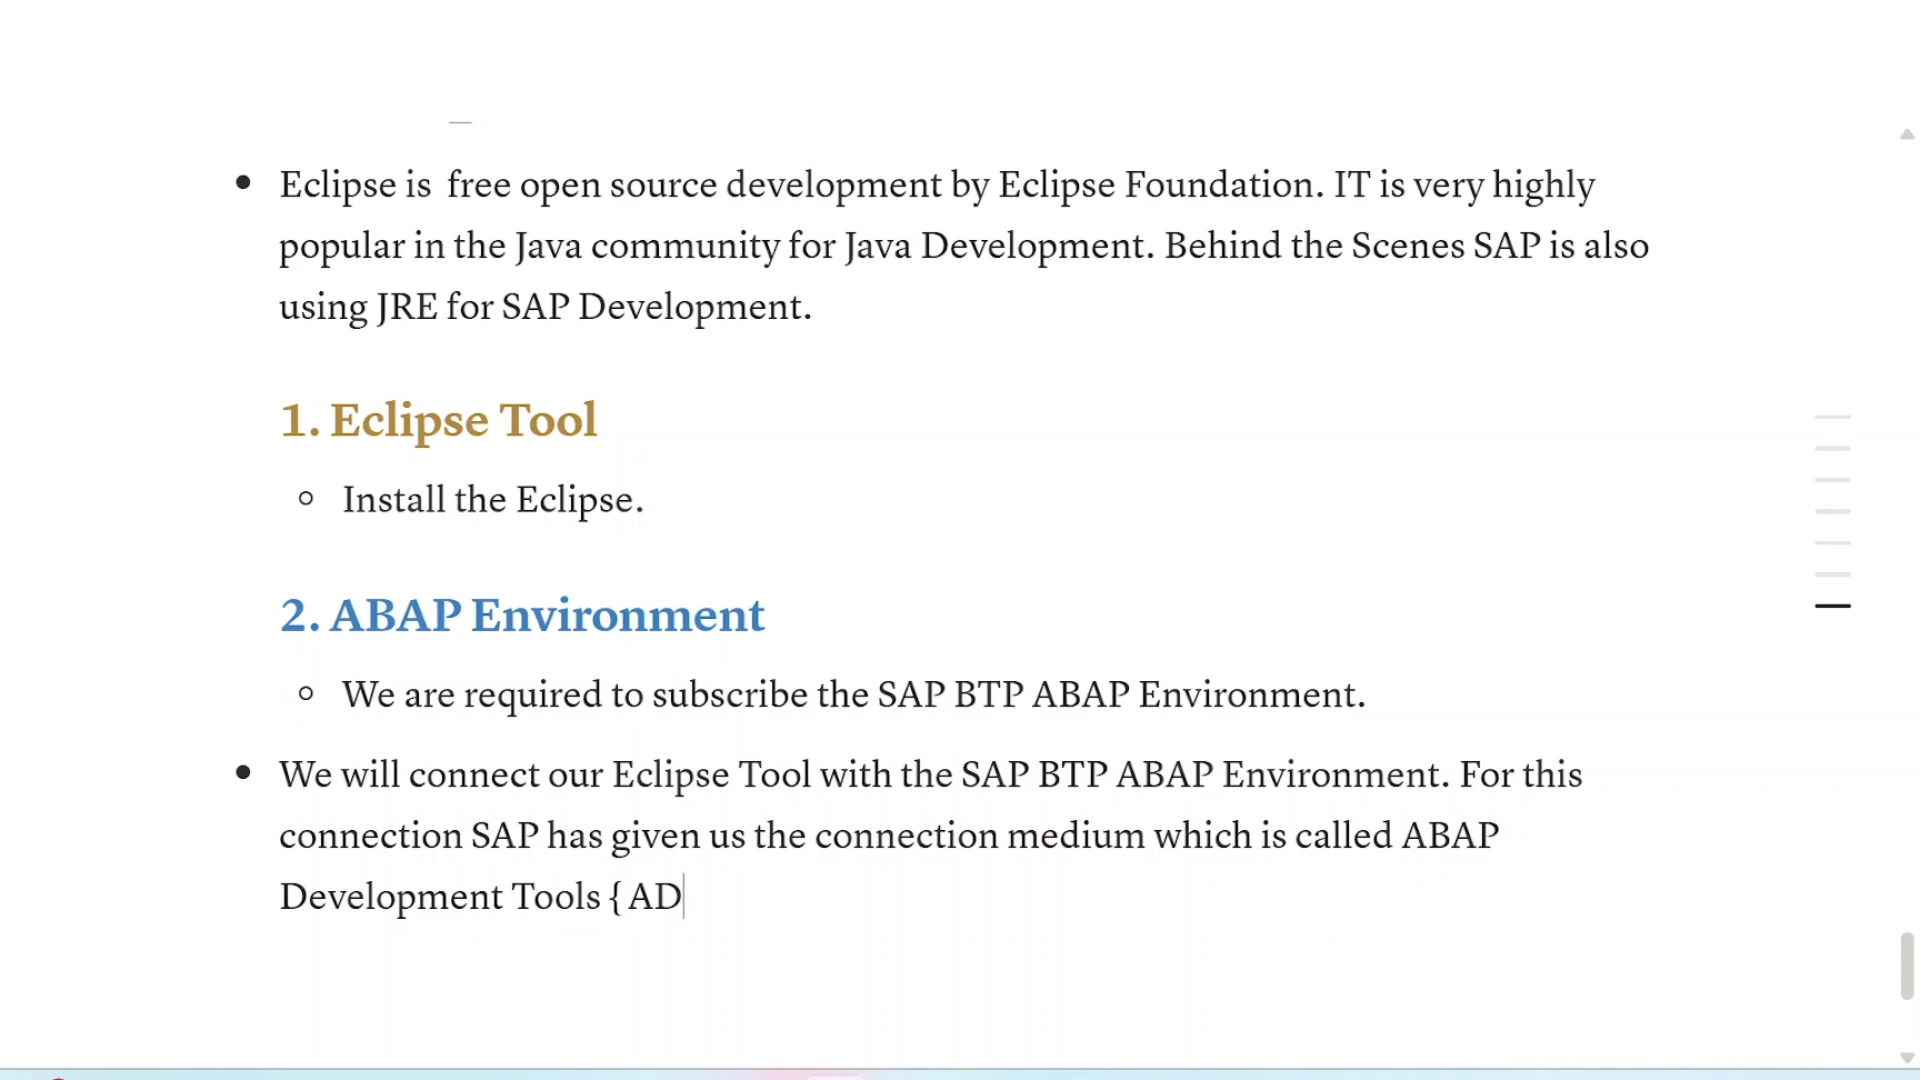 Eclipse is free open source development by Eclipse Foundation. IT is very highly
popular in the Java community for Java Development. Behind the Scenes SAP is also
using JRE for SAP Development.
1. Eclipse Tool
Install the Eclipse.
2. ABAP Environment
We are required to subscribe the SAP BTP ABAP Environment.
We will connect our Eclipse Tool with the SAP BTP ABAP Environment. For this
connection SAP has given us the connection medium which is called ABAP
Development Tools { AD